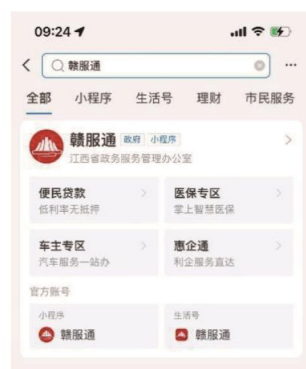 09:24
赣服通
全部 小程序 生活号 理财 市民服务
赣服通 政府 小程序
江西省政务服务管理办公室
便民贷款 医保专区
低利率无抵押 掌上智慧医保
车主专区 惠企通
汽车服务一站办 利企服务直达
官方账号
小程序 生活号
赣服通 赣服通